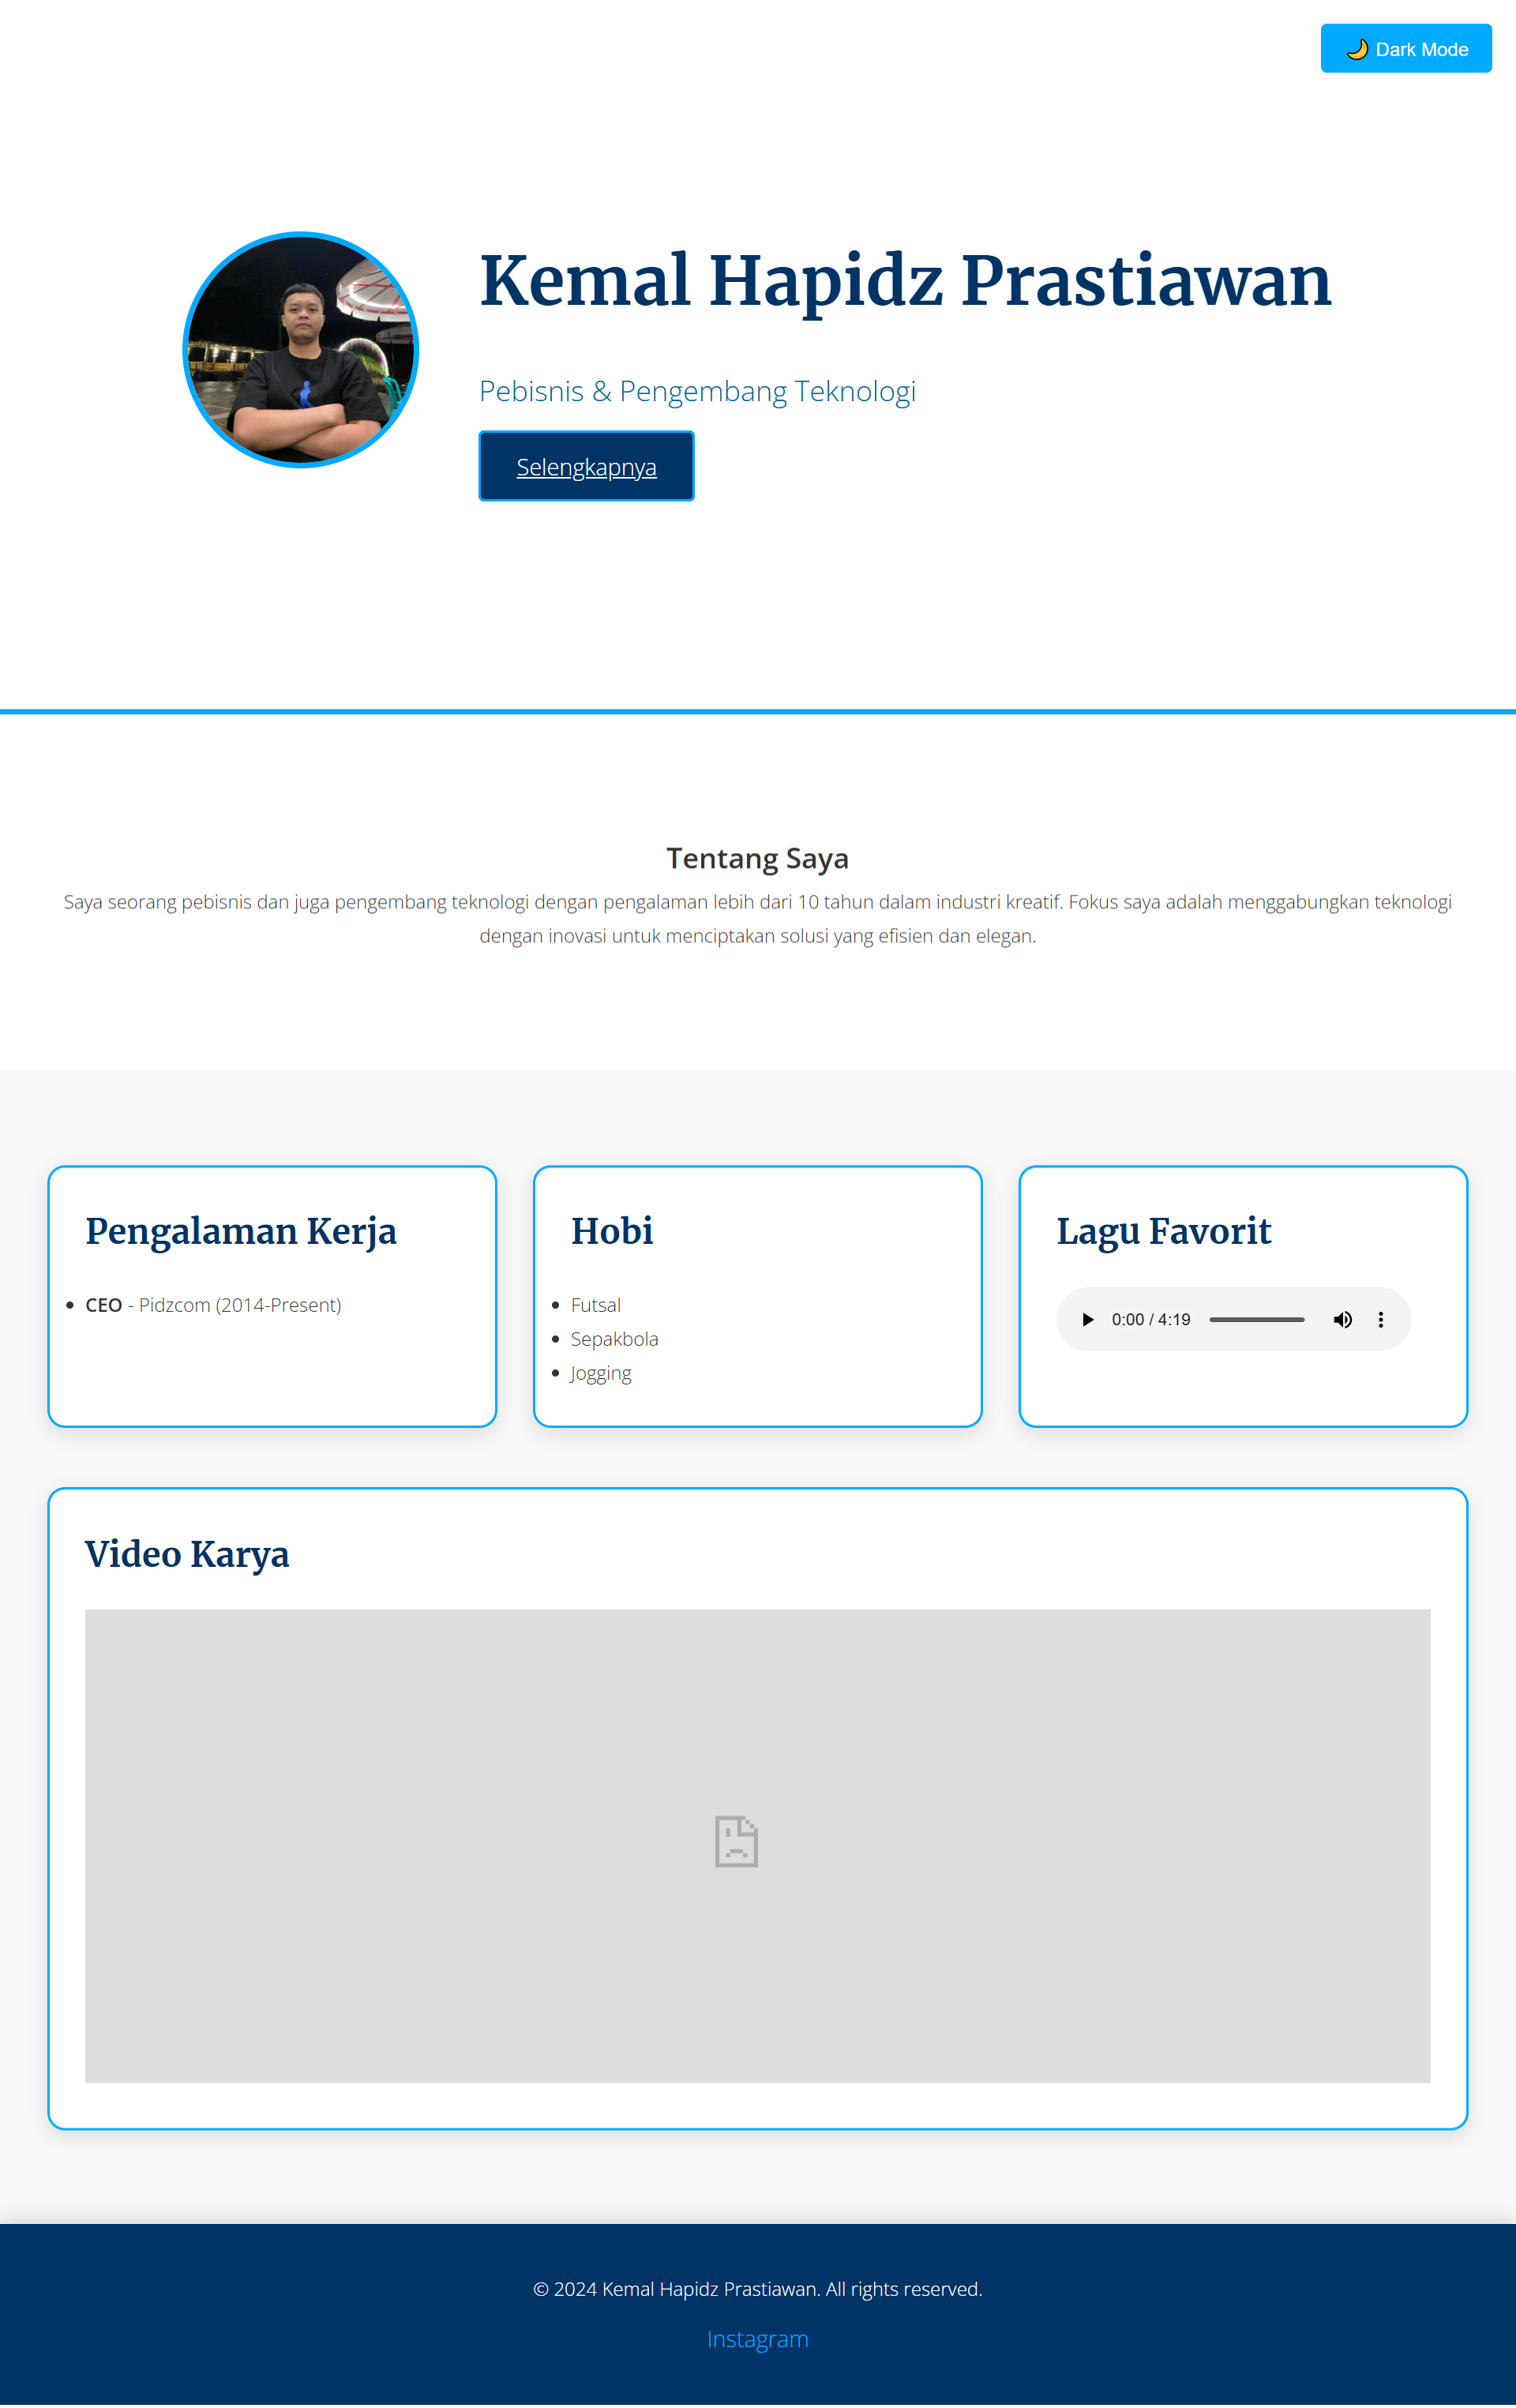 🌙 Dark Mode
Kemal Hapidz Prastiawan
Pebisnis & Pengembang Teknologi
Selengkapnya
Tentang Saya
Saya seorang pebisnis dan juga pengembang teknologi dengan pengalaman lebih dari 10 tahun dalam industri kreatif. Fokus saya adalah menggabungkan teknologi
dengan inovasi untuk menciptakan solusi yang efisien dan elegan.
Pengalaman Kerja
• CEO - Pidzcom (2014-Present)
Hobi
• Futsal
• Sepakbola
• Jogging
Lagu Favorit
0:00 / 4:19
Video Karya
© 2024 Kemal Hapidz Prastiawan. All rights reserved.
Instagram